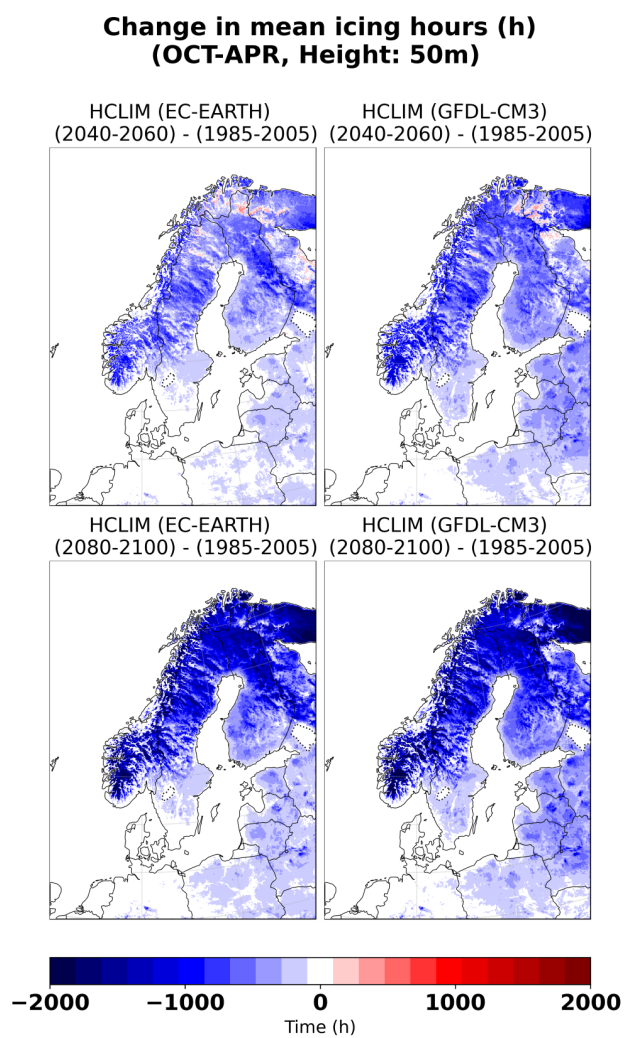 Change in mean icing hours (h)
(OCT-APR, Height: 50m)
HCLIM (EC-EARTH)
(2040-2060) - (1985-2005)
HCLIM (GFDL-CM3)
(2040-2060) - (1985-2005)
HCLIM (EC-EARTH)
(2080-2100) - (1985-2005)
HCLIM (GFDL-CM3)
(2080-2100) - (1985-2005)
−2000 −1000 0 1000 2000
Time (h)